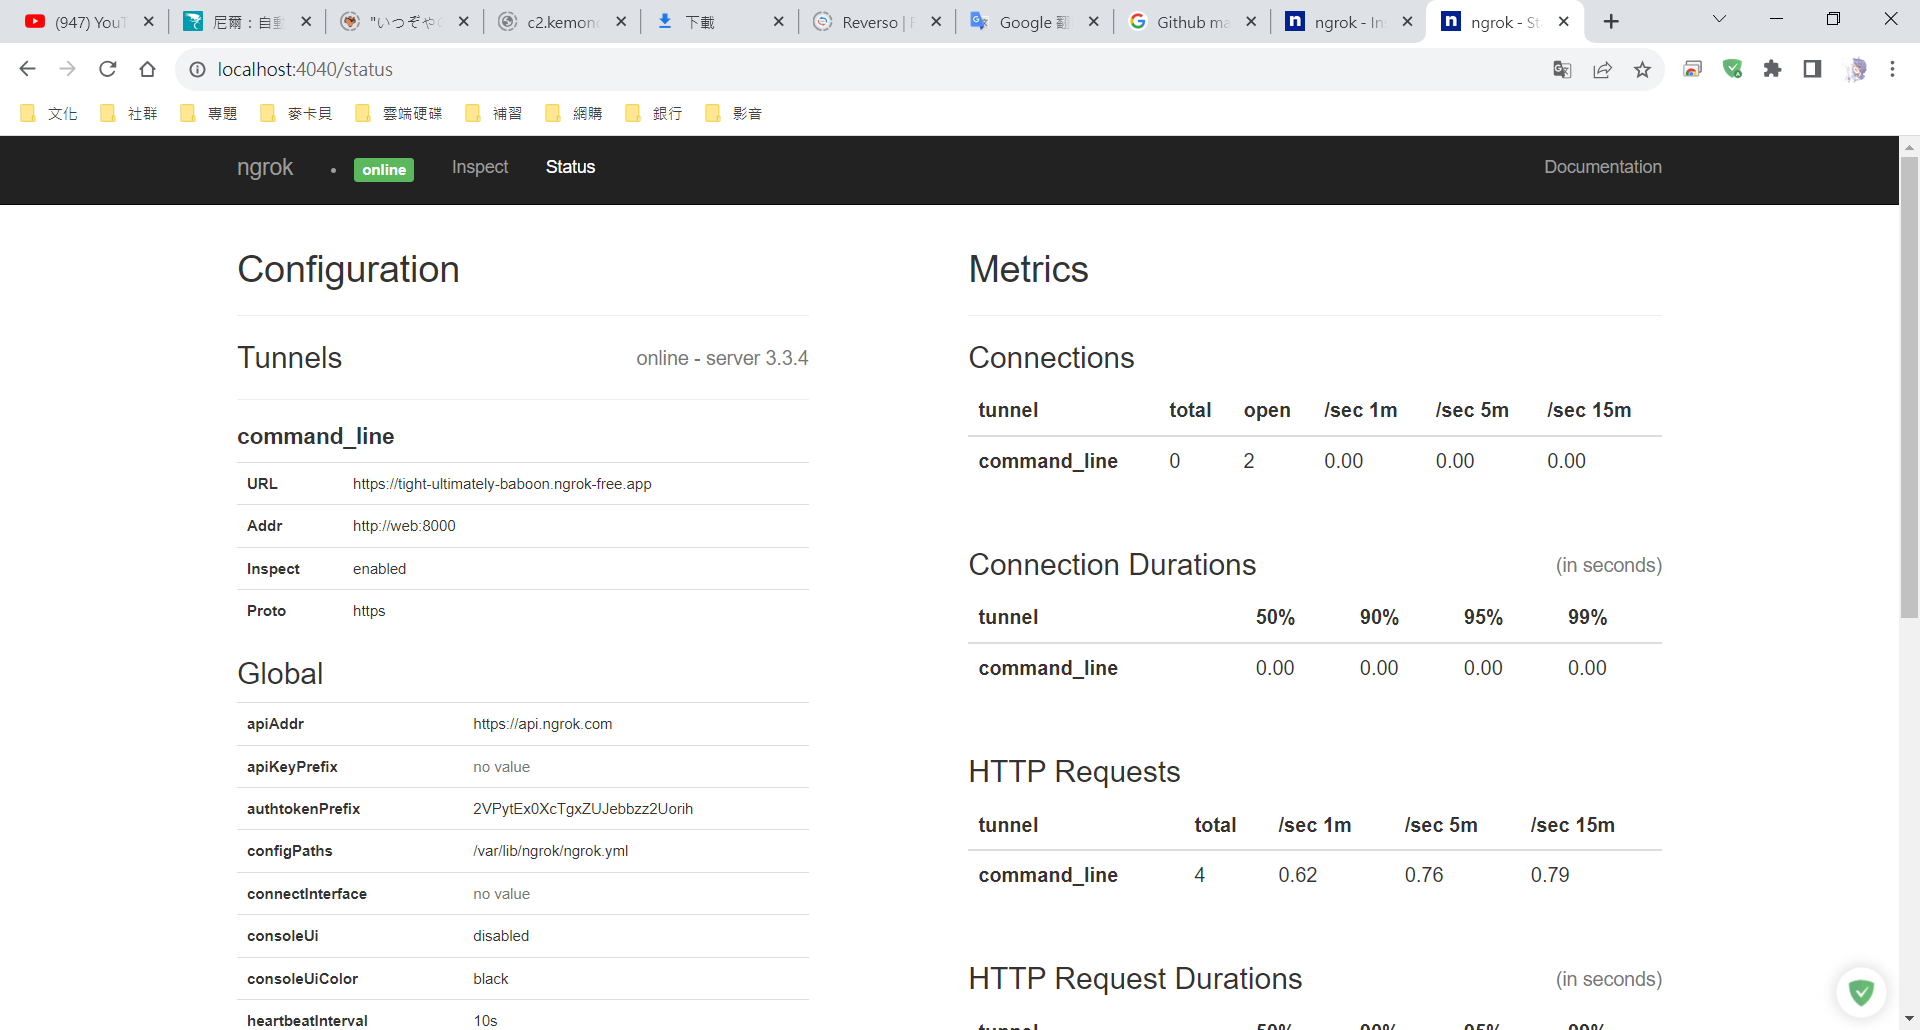 (947) YouT
尼爾：自動
"いつぞやの
c2.kemono
下載
Reverso | F
Google 翻
Github ma
ngrok - In
ngrok - St
localhost:4040/status
文化 社群 專題 麥卡貝 雲端硬碟 補習 網購 銀行 影音
ngrok • online Inspect Status Documentation
Configuration
Tunnels online - server 3.3.4
command_line
URL https://tight-ultimately-baboon.ngrok-free.app
Addr http://web:8000
Inspect enabled
Proto https
Global
apiAddr https://api.ngrok.com
apiKeyPrefix no value
authtokenPrefix 2VPytEx0XcTgxZUJebbzz2Uorih
configPaths /var/lib/ngrok/ngrok.yml
connectInterface no value
consoleUi disabled
consoleUiColor black
heartbeatInterval 10s
Metrics
Connections
tunnel total open /sec 1m /sec 5m /sec 15m
command_line 0 2 0.00 0.00 0.00
Connection Durations (in seconds)
tunnel 50% 90% 95% 99%
command_line 0.00 0.00 0.00 0.00
HTTP Requests
tunnel total /sec 1m /sec 5m /sec 15m
command_line 4 0.62 0.76 0.79
HTTP Request Durations (in seconds)
tunnel 50% 90% 95% 99%